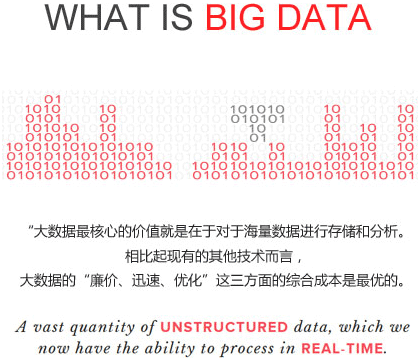 WHAT IS BIG DATA
“大数据最核心的价值就是在于对于海量数据进行存储和分析。
相比起现有的其他技术而言，
大数据的“廉价、迅速、优化”这三方面的综合成本是最优的。
A vast quantity of UNSTRUCTURED data, which we
now have the ability to process in REAL-TIME.